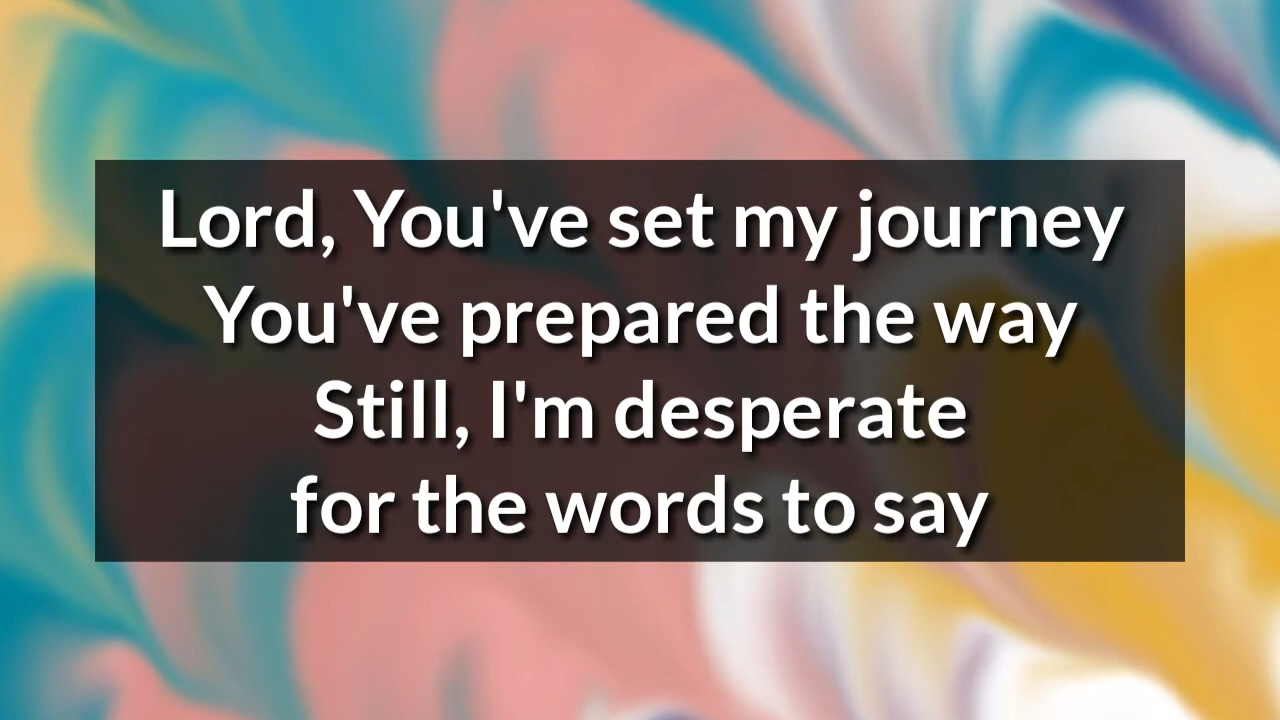 Lord, You've set my journey
You've prepared the way
Still, I'm desperate
for the words to say